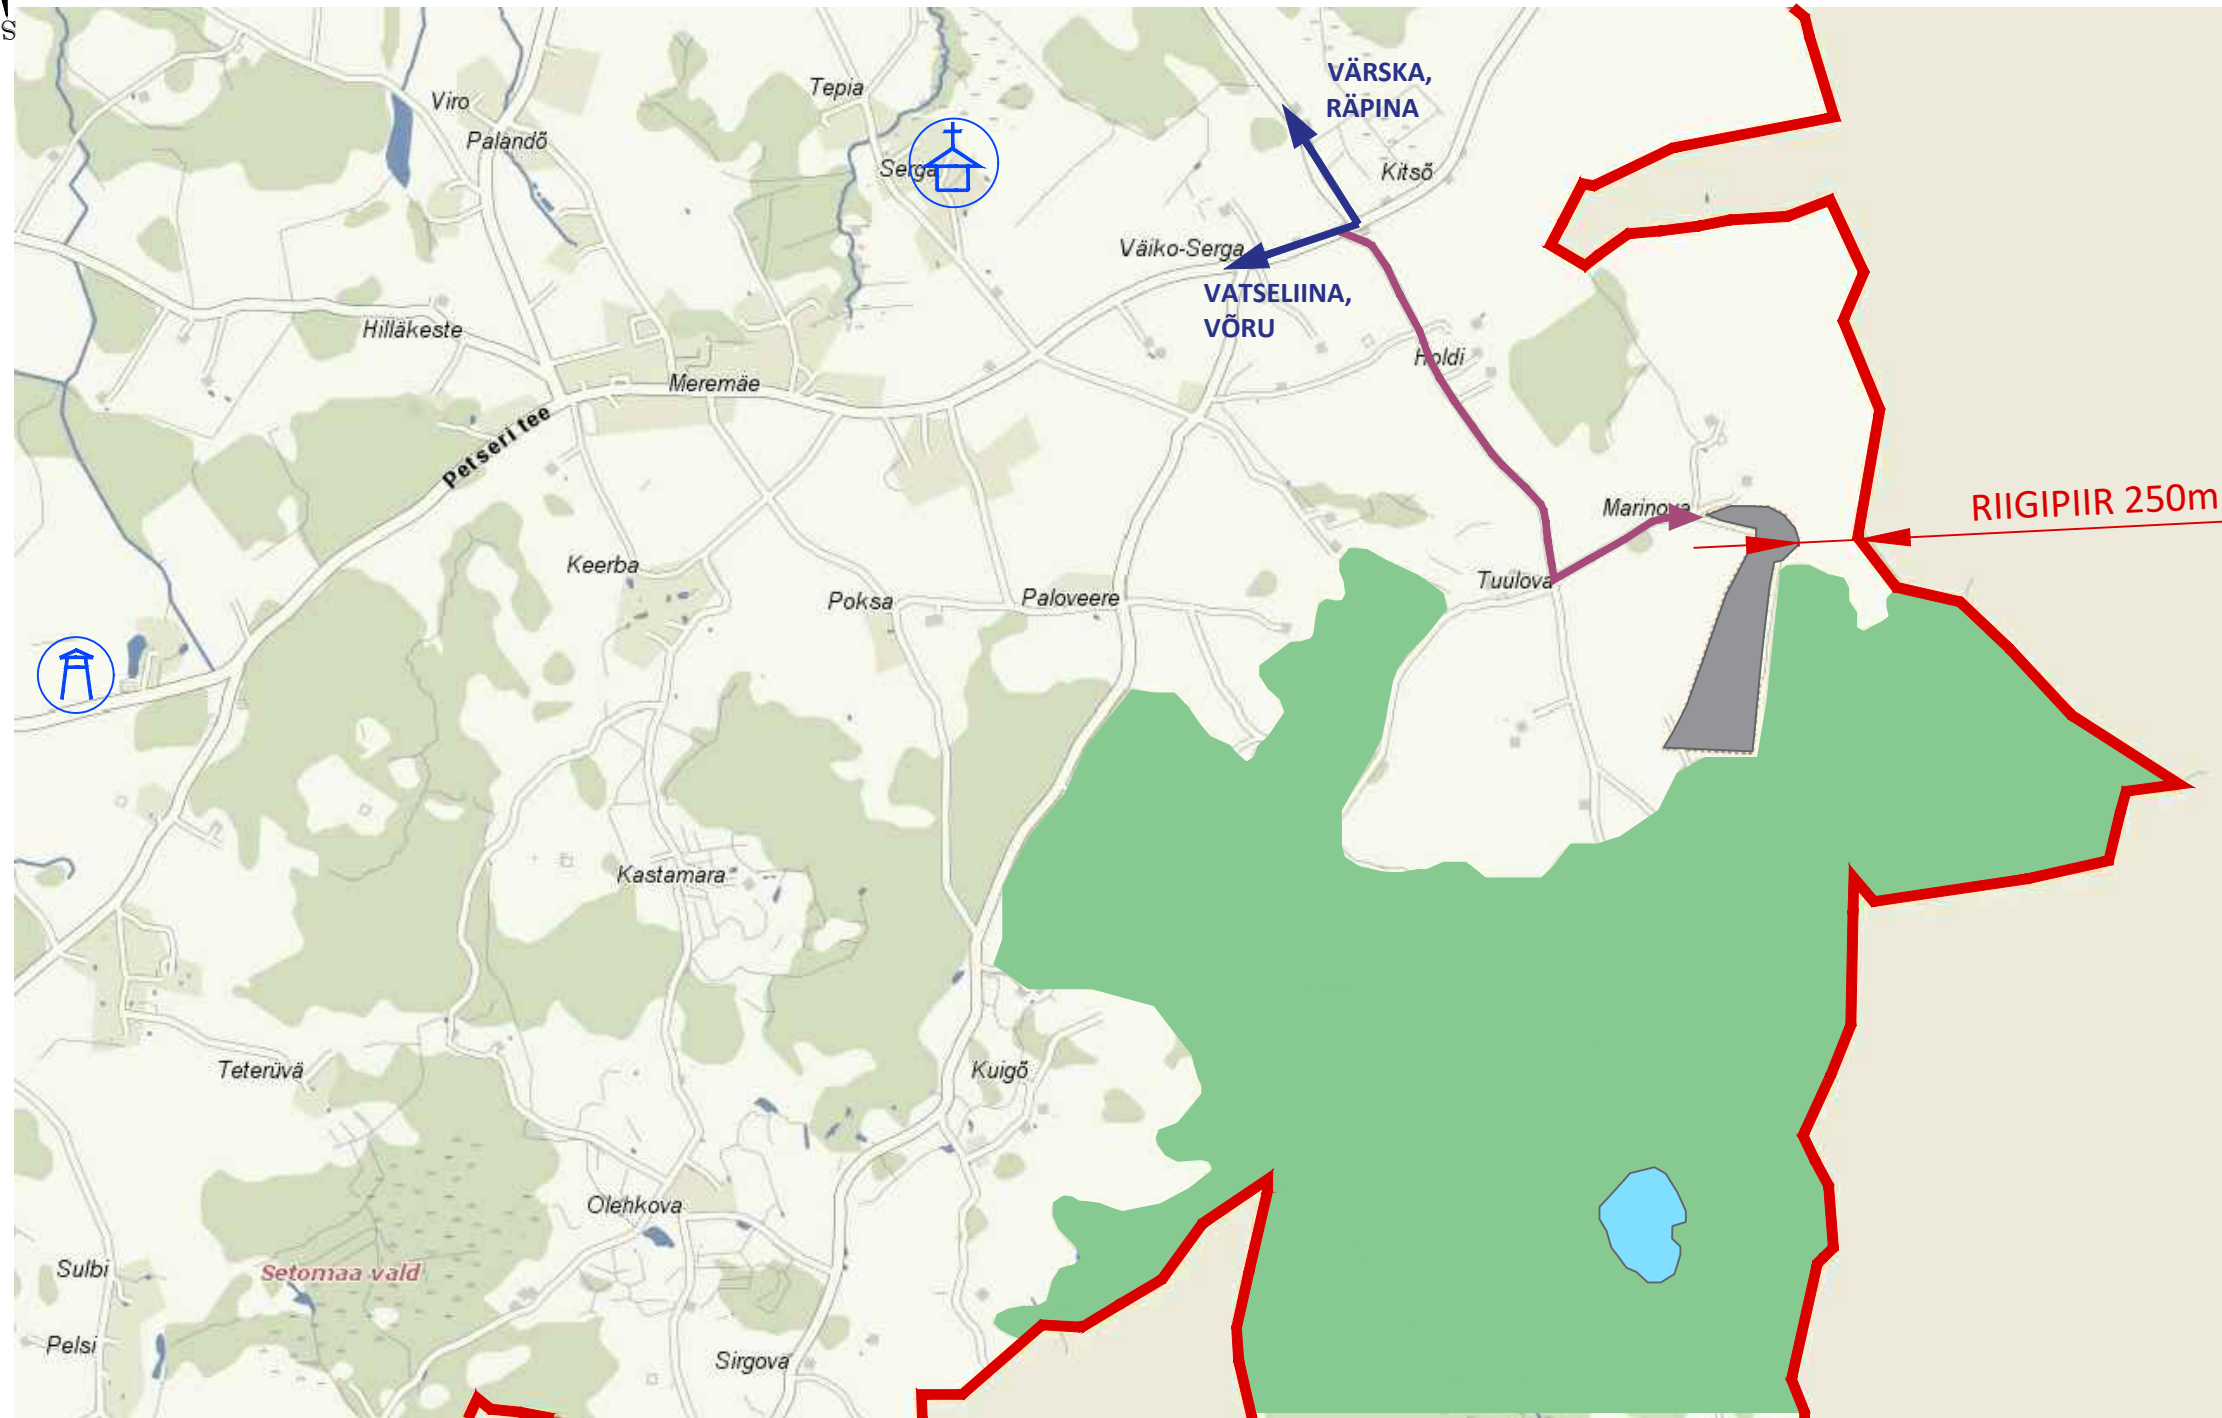 S
VÄRSKA,
RÄPINA
Tepia
Viro
Palandõ
Serga
Kitsõ
Väiko-Serga
VATSELIINA,
VÕRU
Hilläkeste
Holdi
Meremäe
Petseri tee
RIIGIPIIR 250m
Marinova
Keerba
Tuulova
Poksa
Paloveere
Kastamara
Teterüvä
Kuigõ
Olehkova
Sulbi
Setomaa vald
Pelsi
Sirgova